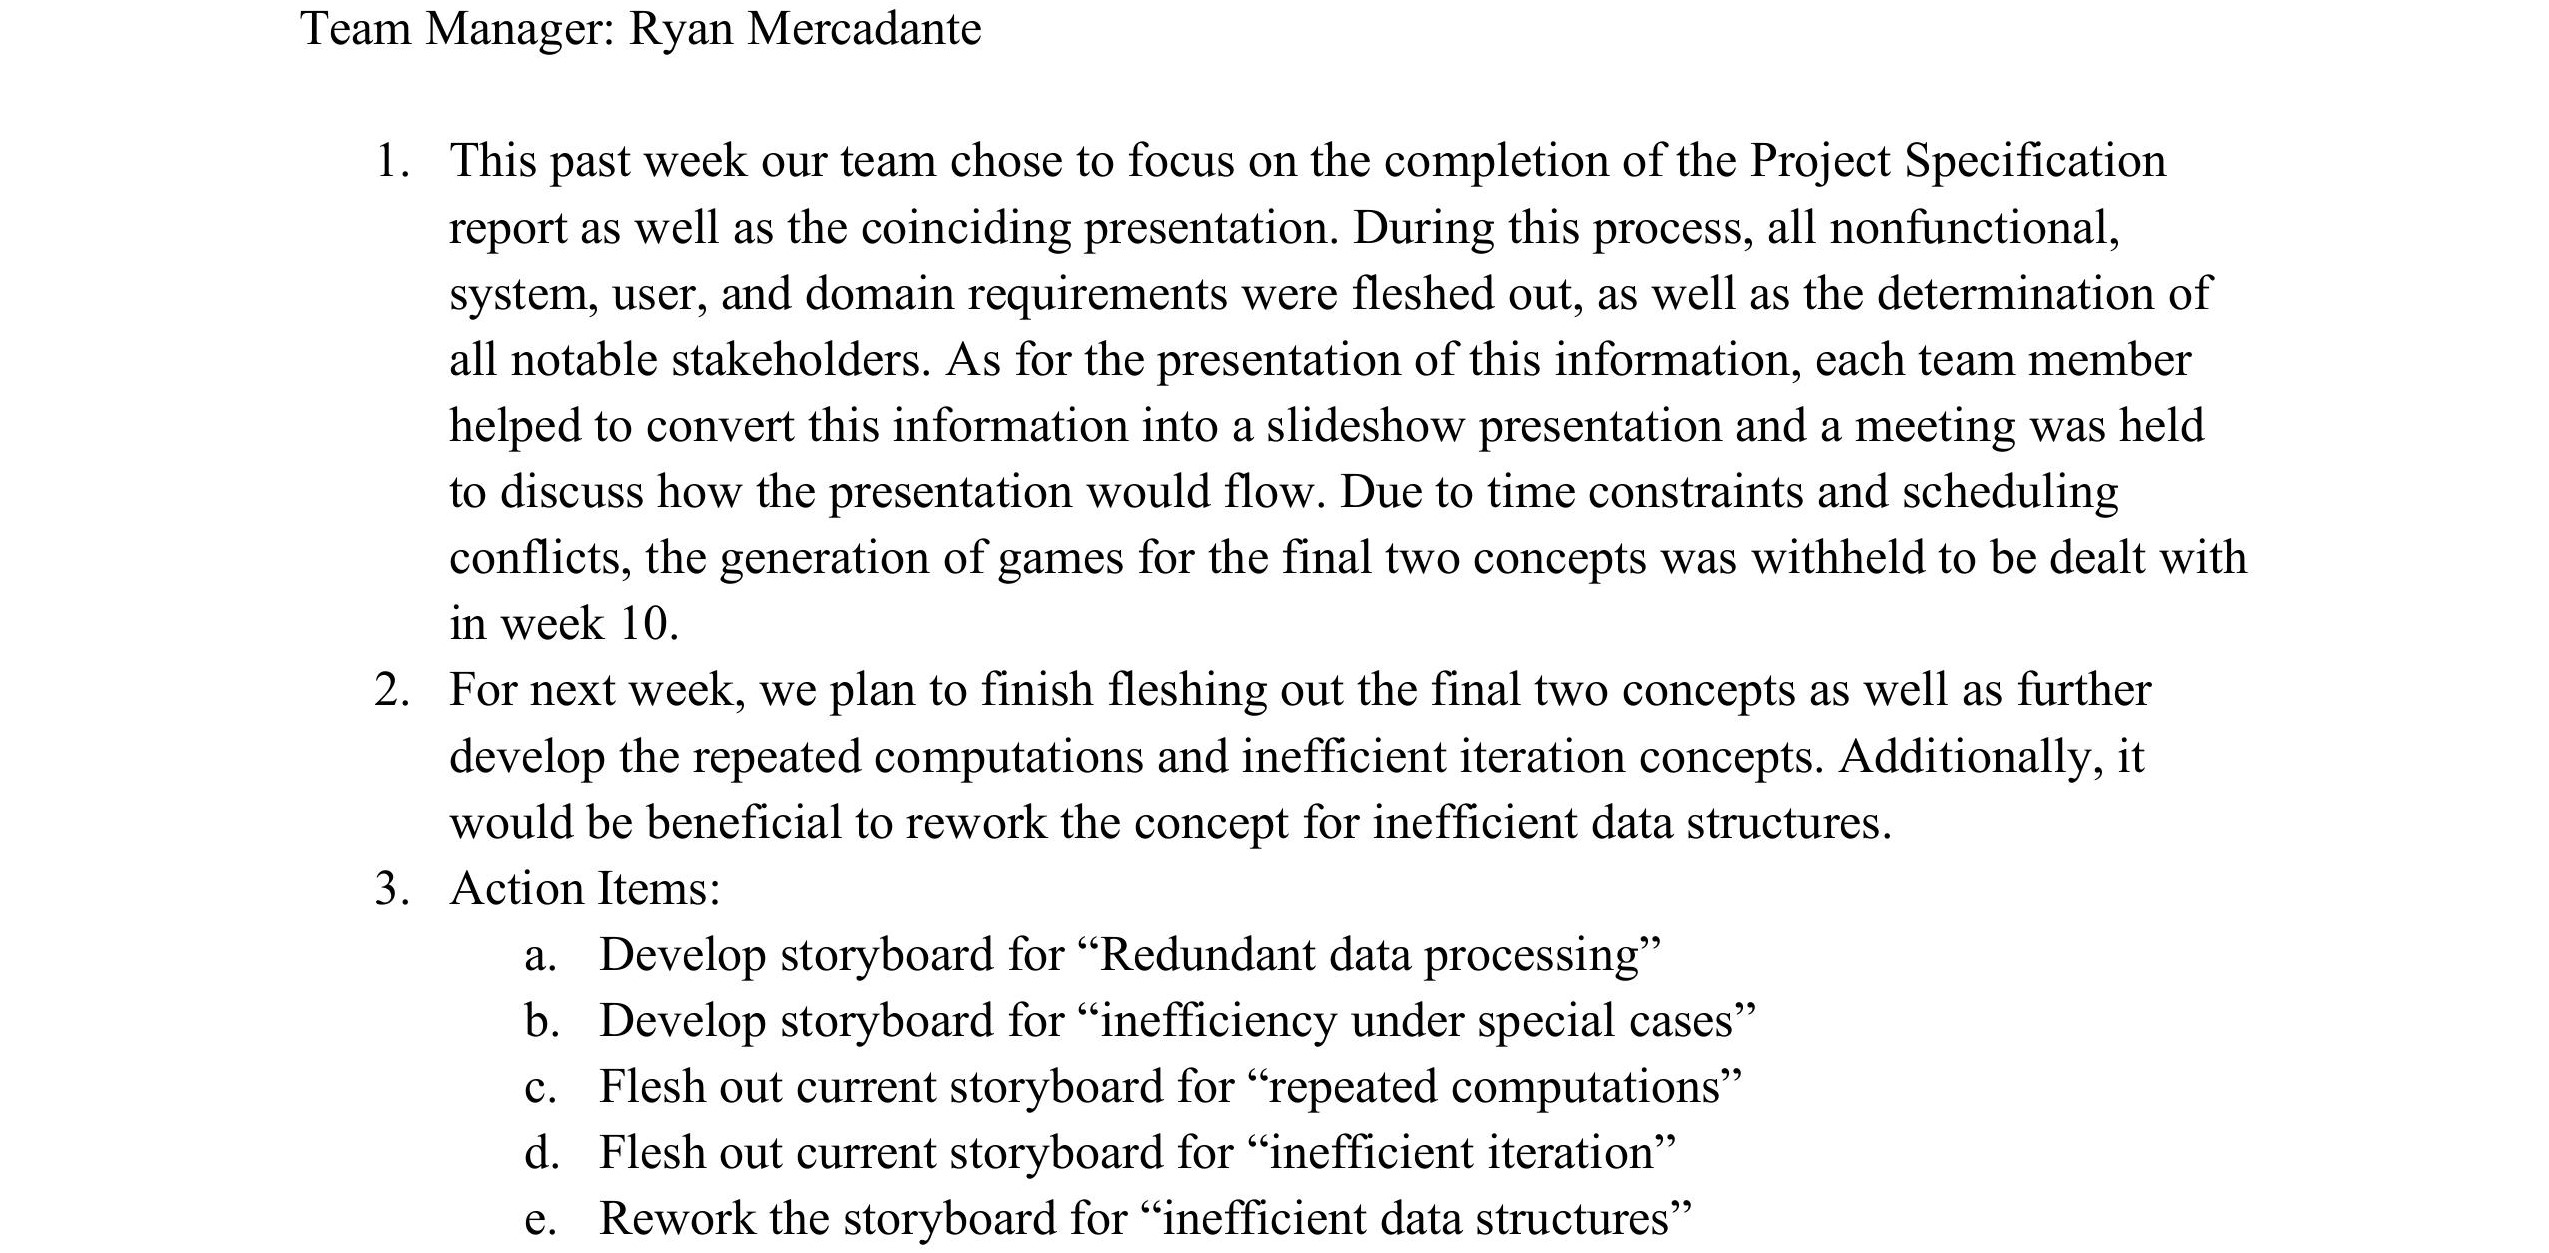 Team Manager: Ryan Mercadante
1. This past week our team chose to focus on the completion of the Project Specification
report as well as the coinciding presentation. During this process, all nonfunctional,
system, user, and domain requirements were fleshed out, as well as the determination of
all notable stakeholders. As for the presentation of this information, each team member
helped to convert this information into a slideshow presentation and a meeting was held
to discuss how the presentation would flow. Due to time constraints and scheduling
conflicts, the generation of games for the final two concepts was withheld to be dealt with
in week 10.
2. For next week, we plan to finish fleshing out the final two concepts as well as further
develop the repeated computations and inefficient iteration concepts. Additionally, it
would be beneficial to rework the concept for inefficient data structures.
3. Action Items:
a. Develop storyboard for “Redundant data processing”
b. Develop storyboard for “inefficiency under special cases”
c. Flesh out current storyboard for “repeated computations”
d. Flesh out current storyboard for “inefficient iteration”
e. Rework the storyboard for “inefficient data structures”